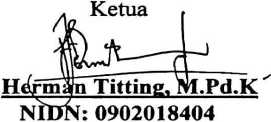 Ketua
Herman Titting, M.Pd.K
NIDN: 0902018404